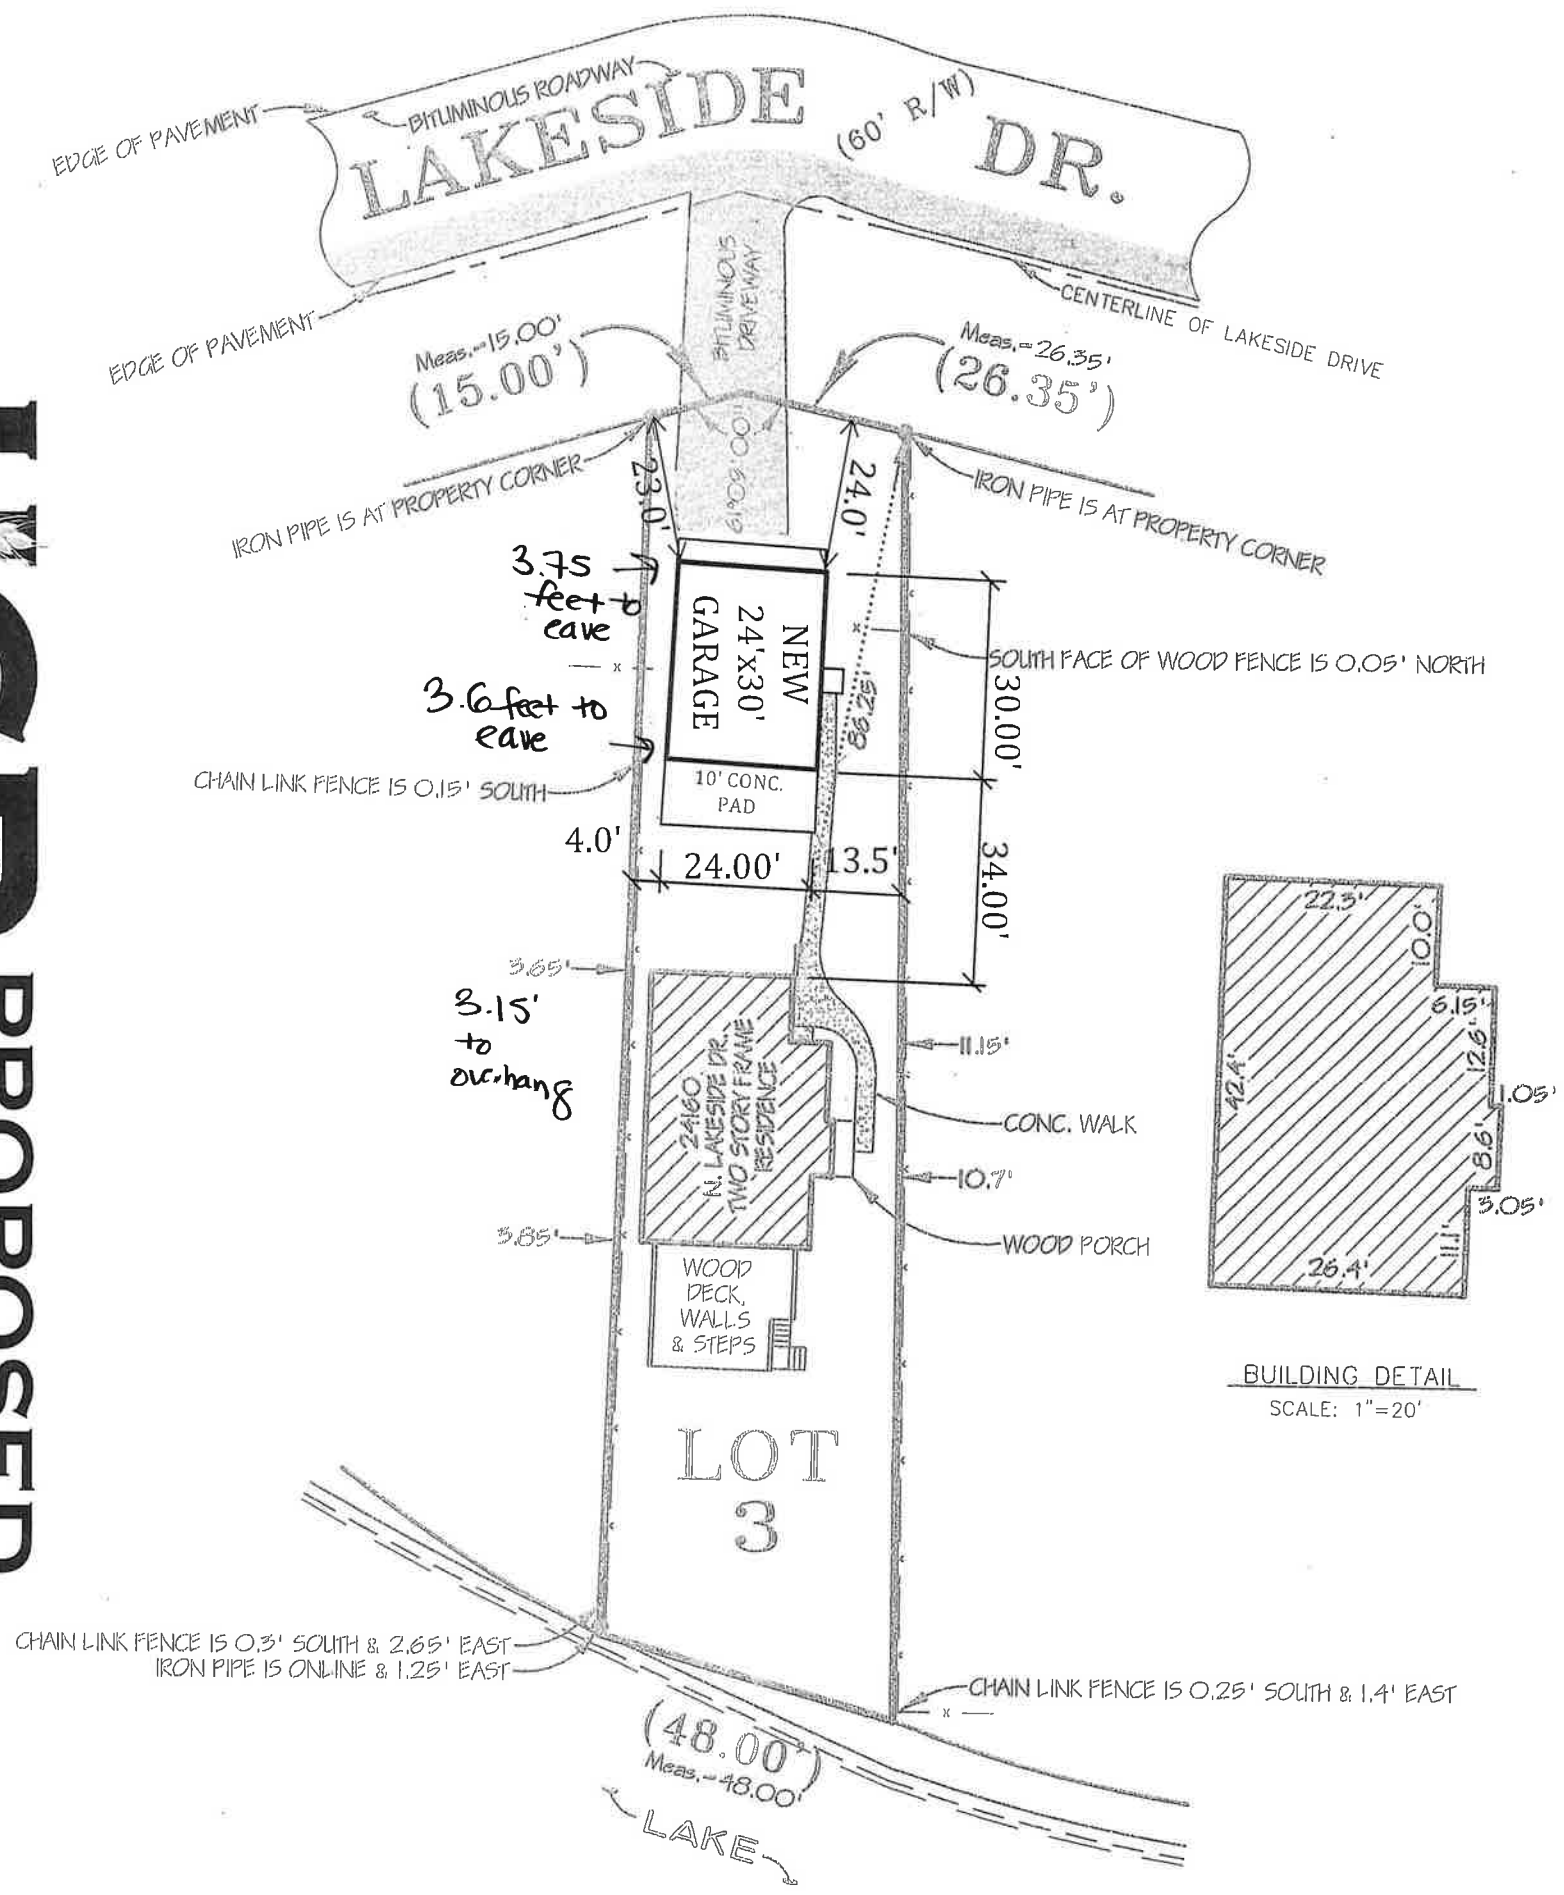 BITUMINOUS ROADWAY
EDGE OF PAVEMENT
LAKESIDE DR.
(60' R/W)
BITUMINOUS
DRIVEWAY
CENTERLINE OF LAKESIDE DRIVE
EDGE OF PAVEMENT
Meas.=15.00'
(15.00')
Meas.=26.35'
(26.35')
IRON PIPE IS AT PROPERTY CORNER
IRON PIPE IS AT PROPERTY CORNER
23.0'
24.0'
3.75
feet to
eave
NEW
24'x30'
GARAGE
86.25'
SOUTH FACE OF WOOD FENCE IS 0.05' NORTH
30.00'
3.6 feet to
eave
CHAIN LINK FENCE IS 0.15' SOUTH
10' CONC.
PAD
4.0'
24.00'
13.5'
34.00'
3.65'
3.15'
to
overhang
24160
N. LAKESIDE DR.
TWO STORY FRAME
RESIDENCE
11.15'
CONC. WALK
10.7'
WOOD PORCH
3.85'
WOOD
DECK,
WALLS
& STEPS
22.3'
10.0'
6.15'
12.6'
42.4'
1.05'
8.6'
3.05'
11.1'
26.4'
BUILDING DETAIL
SCALE: 1"=20'
LOT
3
CHAIN LINK FENCE IS 0.3' SOUTH & 2.65' EAST
IRON PIPE IS ONLINE & 1.25' EAST
CHAIN LINK FENCE IS 0.25' SOUTH & 1.4' EAST
(48.00')
Meas.=48.00'
LAKE
PROPOSED